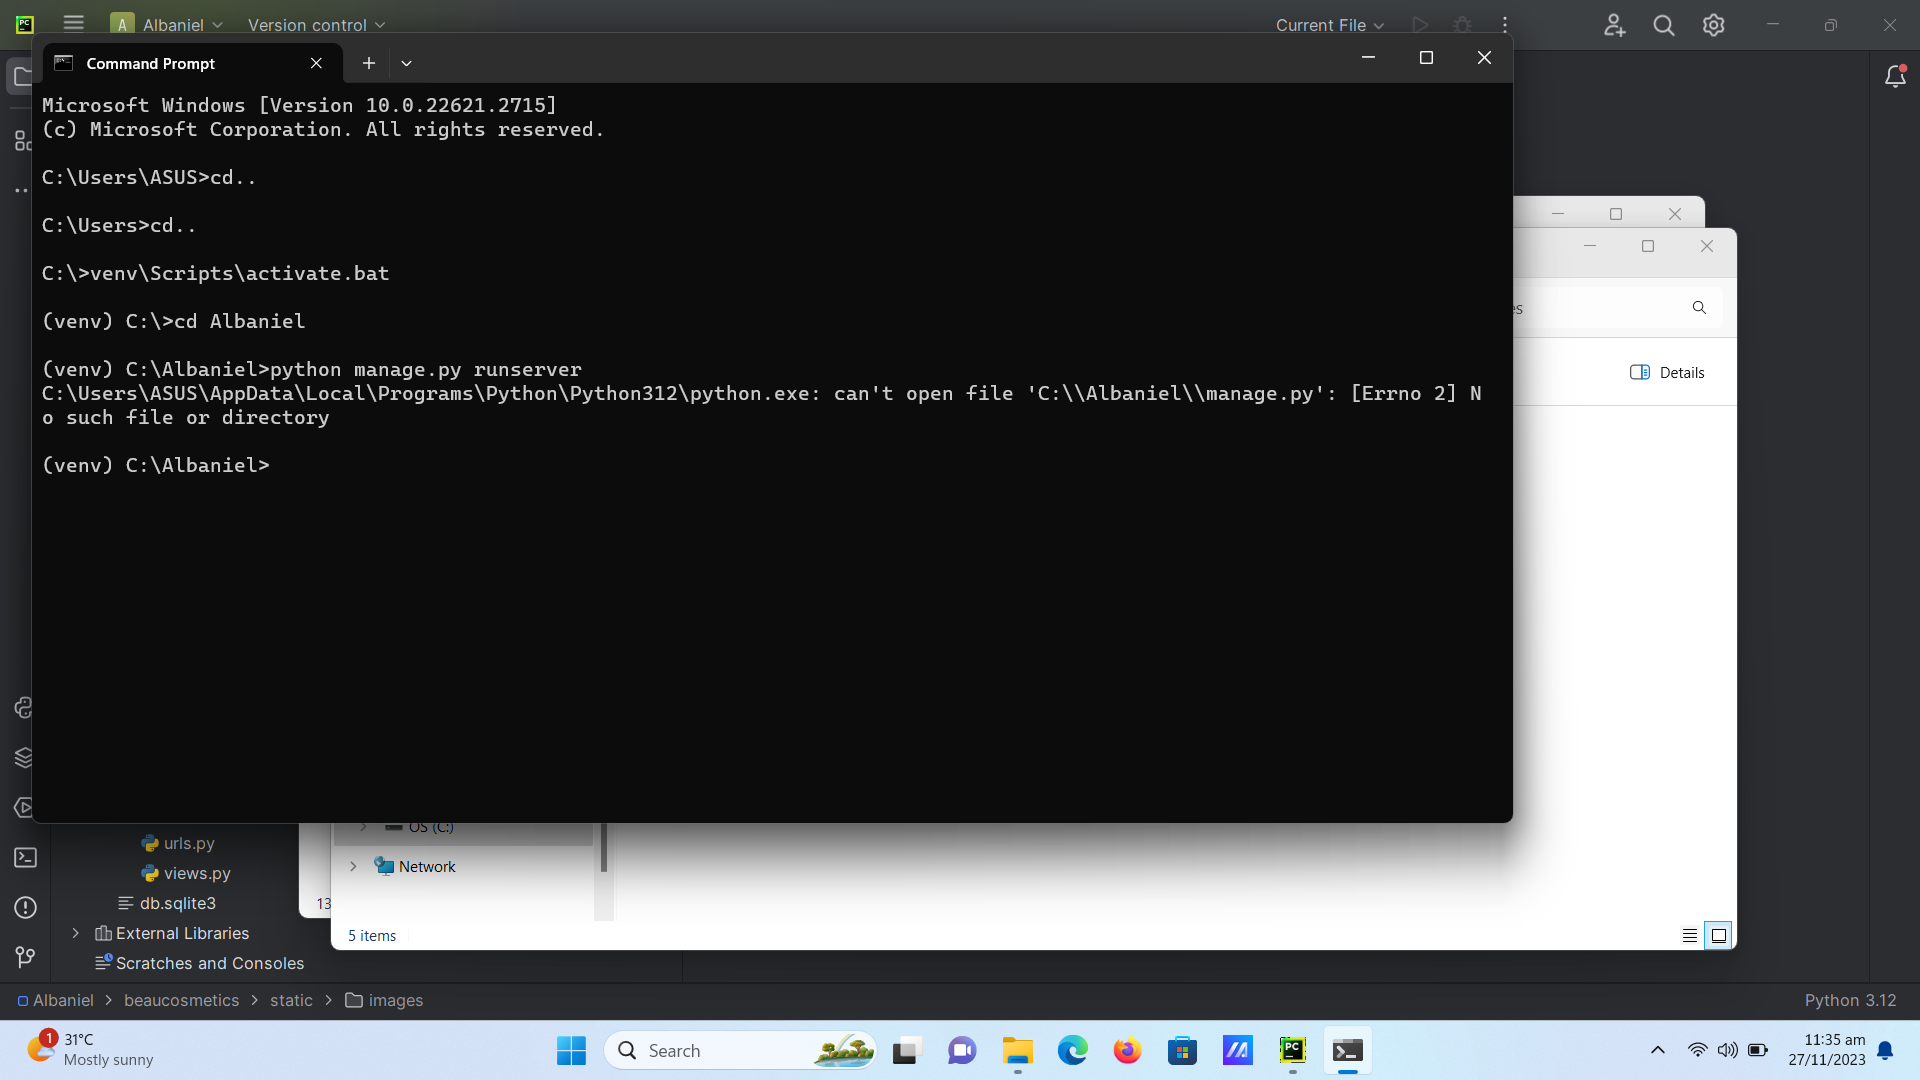 Albaniel
Version control
Current File
Command Prompt
Microsoft Windows [Version 10.0.22621.2715]
(c) Microsoft Corporation. All rights reserved.
C:\Users\ASUS>cd..
C:\Users>cd..
C:\>venv\Scripts\activate.bat
(venv) C:\>cd Albaniel
(venv) C:\Albaniel>python manage.py runserver
C:\Users\ASUS\AppData\Local\Programs\Python\Python312\python.exe: can't open file 'C:\\Albaniel\\manage.py': [Errno 2] N
o such file or directory
(venv) C:\Albaniel>
es
Details
OS (C:)
Network
13
5 items
urls.py
views.py
db.sqlite3
External Libraries
Scratches and Consoles
Albaniel > beaucosmetics > static > images
Python 3.12
1
31°C
Mostly sunny
Search
11:35 am
27/11/2023